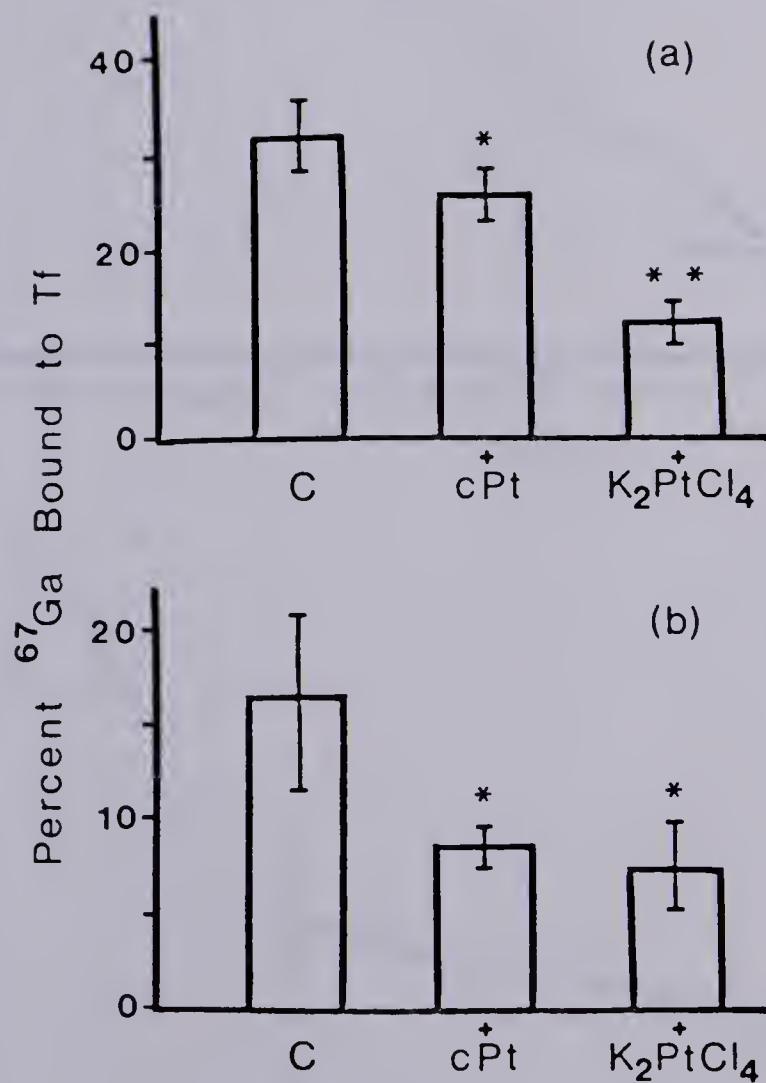 Percent ⁶⁷Ga Bound to Tf
(a)
40
20
0
*
* *
C
+
cPt
+
K₂PtCl₄
(b)
20
10
0
*
*
C
+
cPt
+
K₂PtCl₄